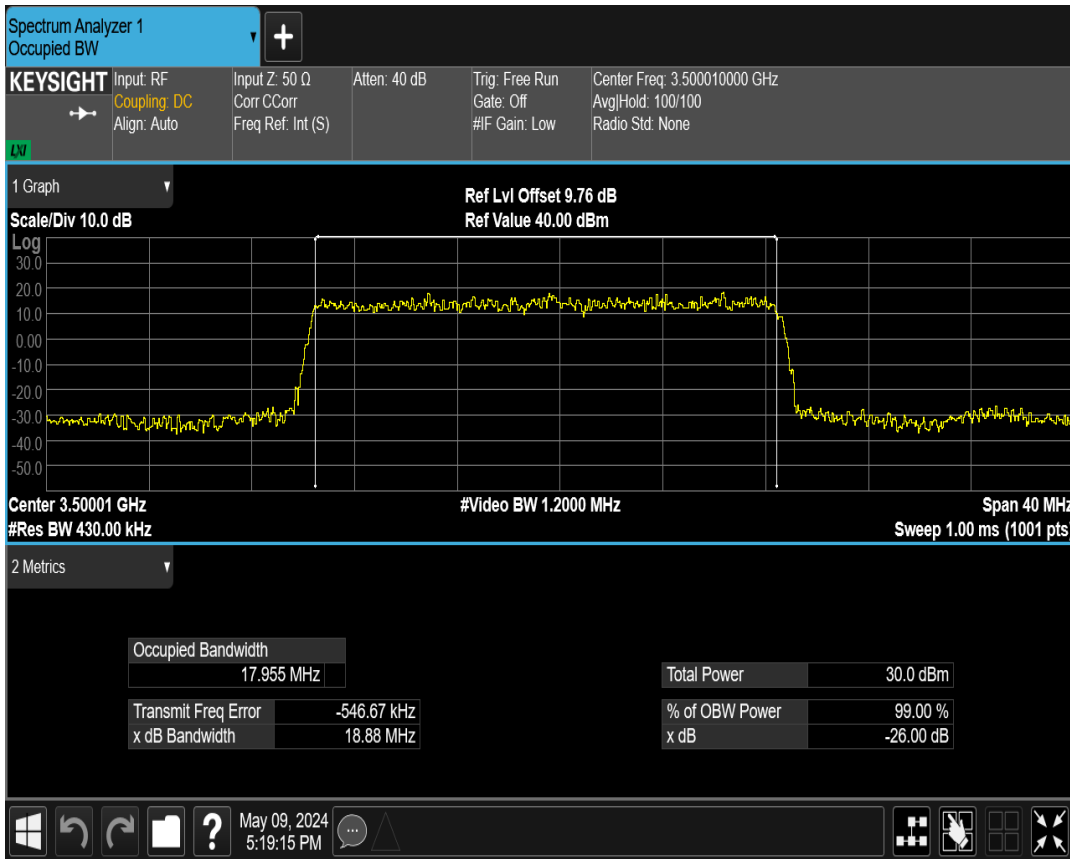 Spectrum Analyzer 1
Occupied BW
KEYSIGHT
LXI
Input: RF
Coupling: DC
Align: Auto
Input Z: 50 Ω
Corr CCorr
Freq Ref: Int (S)
Atten: 40 dB
Trig: Free Run
Gate: Off
#IF Gain: Low
Center Freq: 3.500010000 GHz
Avg|Hold: 100/100
Radio Std: None
1 Graph
Scale/Div 10.0 dB
Ref Lvl Offset 9.76 dB
Ref Value 40.00 dBm
Log
30.0
20.0
10.0
0.00
-10.0
-20.0
-30.0
-40.0
-50.0
Center 3.50001 GHz
#Res BW 430.00 kHz
#Video BW 1.2000 MHz
Span 40 MHz
Sweep 1.00 ms (1001 pts)
2 Metrics
Occupied Bandwidth
17.955 MHz
Transmit Freq Error -546.67 kHz
x dB Bandwidth 18.88 MHz
Total Power 30.0 dBm
% of OBW Power 99.00 %
x dB -26.00 dB
?
May 09, 2024
5:19:15 PM